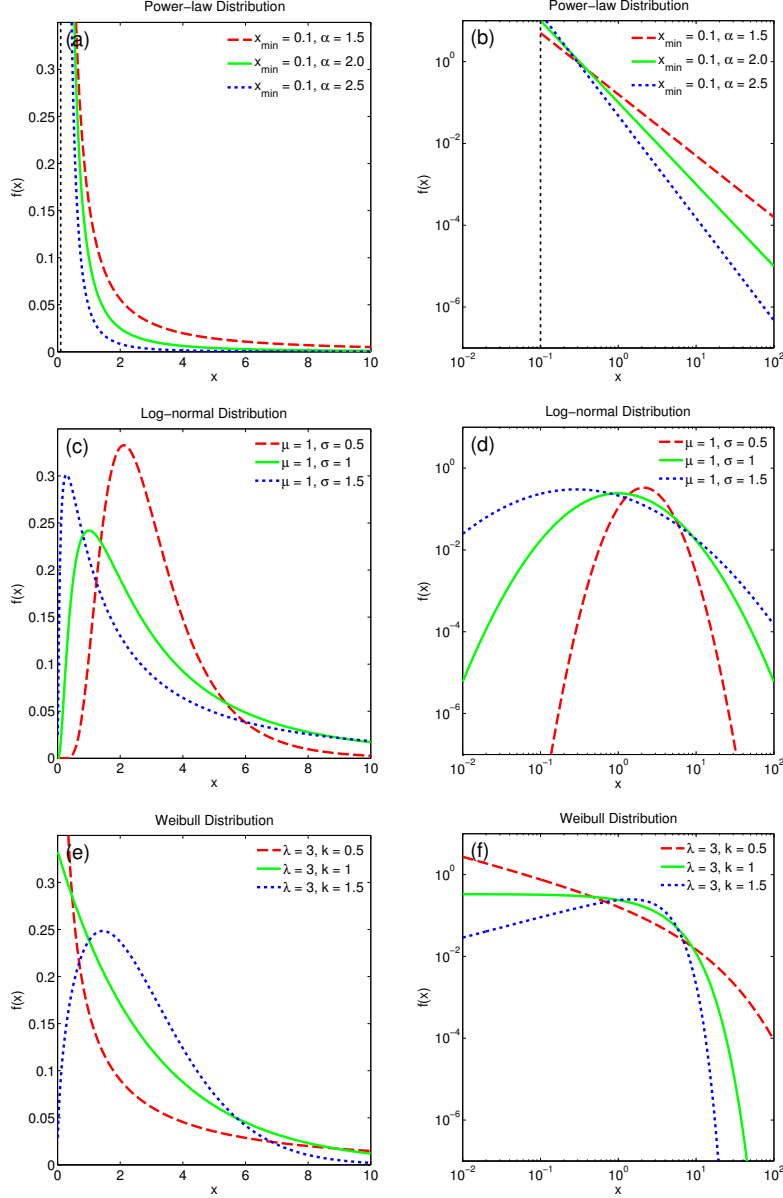 Power-law Distribution
(a)
x_min = 0.1, α = 1.5
x_min = 0.1, α = 2.0
x_min = 0.1, α = 2.5
0.3
0.25
0.2
0.15
0.1
0.05
0
f(x)
0 2 4 6 8 10
x
Power-law Distribution
(b)
x_min = 0.1, α = 1.5
x_min = 0.1, α = 2.0
x_min = 0.1, α = 2.5
10^0
10^−2
10^−4
10^−6
f(x)
10^−2 10^−1 10^0 10^1 10^2
x
Log−normal Distribution
(c)
μ = 1, σ = 0.5
μ = 1, σ = 1
μ = 1, σ = 1.5
0.3
0.25
0.2
0.15
0.1
0.05
0
f(x)
0 2 4 6 8 10
x
Log−normal Distribution
(d)
μ = 1, σ = 0.5
μ = 1, σ = 1
μ = 1, σ = 1.5
10^0
10^−2
10^−4
10^−6
f(x)
10^−2 10^−1 10^0 10^1 10^2
x
Weibull Distribution
(e)
λ = 3, k = 0.5
λ = 3, k = 1
λ = 3, k = 1.5
0.3
0.25
0.2
0.15
0.1
0.05
0
f(x)
0 2 4 6 8 10
x
Weibull Distribution
(f)
λ = 3, k = 0.5
λ = 3, k = 1
λ = 3, k = 1.5
10^0
10^−2
10^−4
10^−6
f(x)
10^−2 10^−1 10^0 10^1 10^2
x